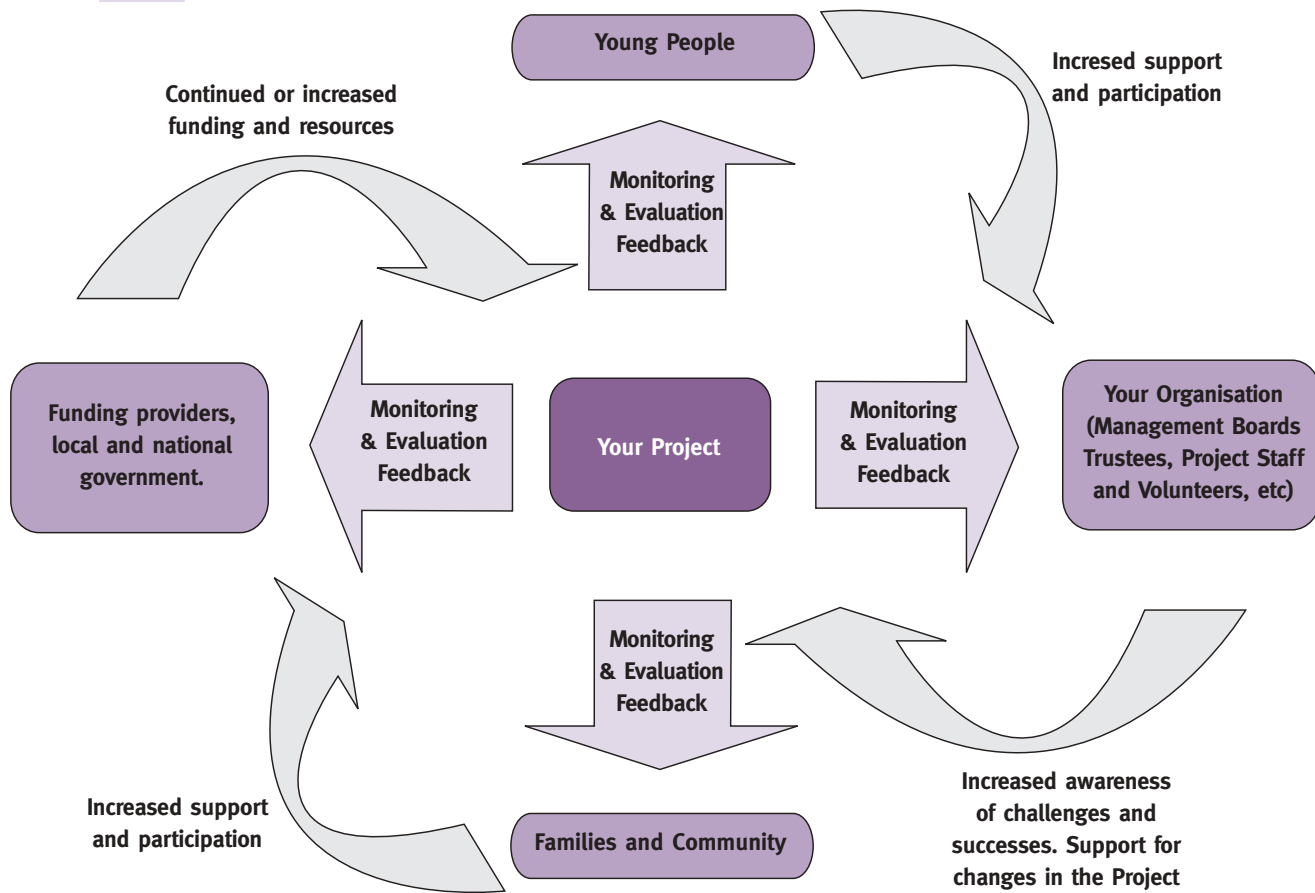 Young People
Incresed support
and participation
Continued or increased
funding and resources
Monitoring
& Evaluation
Feedback
Funding providers,
local and national
government.
Monitoring
& Evaluation
Feedback
Your Project
Monitoring
& Evaluation
Feedback
Your Organisation
(Management Boards
Trustees, Project Staff
and Volunteers, etc)
Monitoring
& Evaluation
Feedback
Increased support
and participation
Families and Community
Increased awareness
of challenges and
successes. Support for
changes in the Project